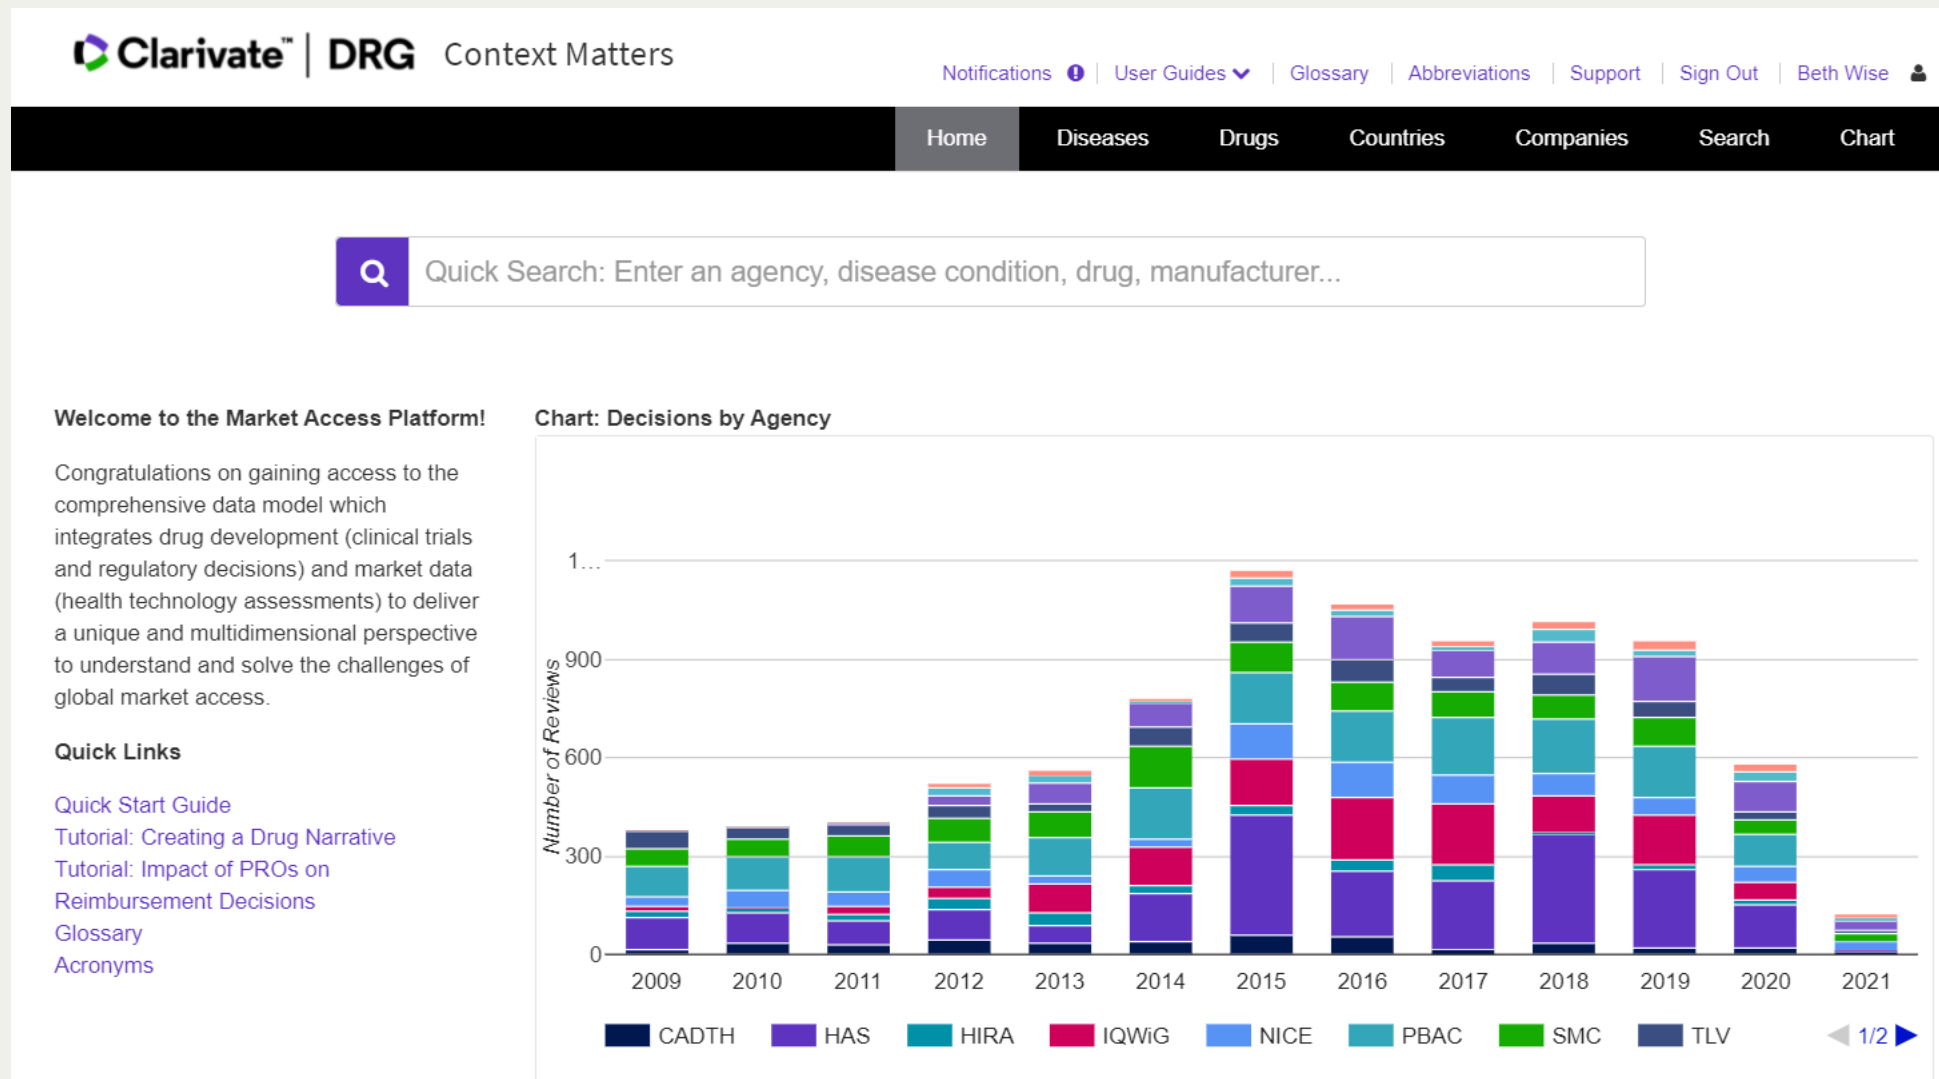 Clarivate™ | DRG Context Matters
Notifications | User Guides | Glossary | Abbreviations | Support | Sign Out | Beth Wise
Home Diseases Drugs Countries Companies Search Chart
Quick Search: Enter an agency, disease condition, drug, manufacturer...
Welcome to the Market Access Platform!
Congratulations on gaining access to the
comprehensive data model which
integrates drug development (clinical trials
and regulatory decisions) and market data
(health technology assessments) to deliver
a unique and multidimensional perspective
to understand and solve the challenges of
global market access.
Quick Links
Quick Start Guide
Tutorial: Creating a Drug Narrative
Tutorial: Impact of PROs on
Reimbursement Decisions
Glossary
Acronyms
Chart: Decisions by Agency
Number of Reviews
1...
900
600
300
0
2009 2010 2011 2012 2013 2014 2015 2016 2017 2018 2019 2020 2021
CADTH HAS HIRA IQWiG NICE PBAC SMC TLV 1/2